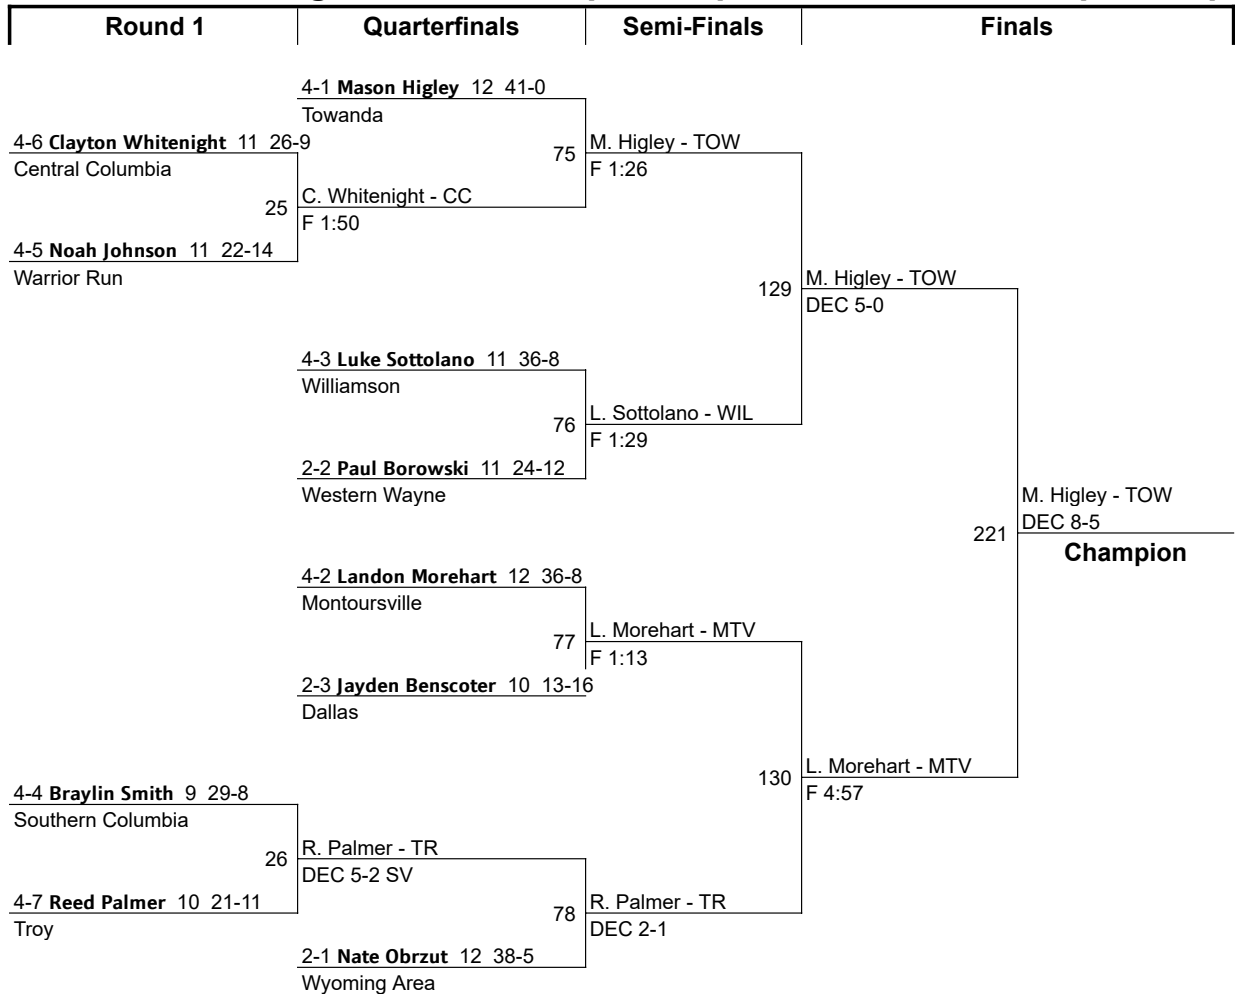 Round 1
Quarterfinals
Semi-Finals
Finals
4-1 Mason Higley 12 41-0
Towanda
4-6 Clayton Whitenight 11 26-9
Central Columbia
75
M. Higley - TOW
F 1:26
25
C. Whitenight - CC
F 1:50
4-5 Noah Johnson 11 22-14
Warrior Run
129
M. Higley - TOW
DEC 5-0
4-3 Luke Sottolano 11 36-8
Williamson
76
L. Sottolano - WIL
F 1:29
2-2 Paul Borowski 11 24-12
Western Wayne
221
M. Higley - TOW
DEC 8-5
Champion
4-2 Landon Morehart 12 36-8
Montoursville
77
L. Morehart - MTV
F 1:13
2-3 Jayden Benscoter 10 13-16
Dallas
130
L. Morehart - MTV
F 4:57
4-4 Braylin Smith 9 29-8
Southern Columbia
26
R. Palmer - TR
DEC 5-2 SV
4-7 Reed Palmer 10 21-11
Troy
78
R. Palmer - TR
DEC 2-1
2-1 Nate Obrzut 12 38-5
Wyoming Area